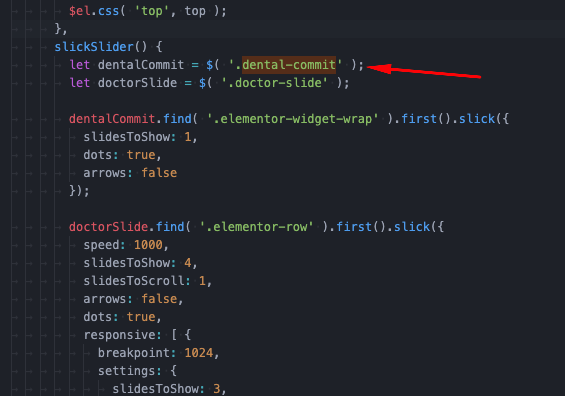 $el.css( 'top', top );
},
slickSlider() {
let dentalCommit = $( '.dental-commit' );
let doctorSlide = $( '.doctor-slide' );
dentalCommit.find( '.elementor-widget-wrap' ).first().slick({
slidesToShow: 1,
dots: true,
arrows: false
});
doctorSlide.find( '.elementor-row' ).first().slick({
speed: 1000,
slidesToShow: 4,
slidesToScroll: 1,
arrows: false,
dots: true,
responsive: [ {
breakpoint: 1024,
settings: {
slidesToShow: 3,